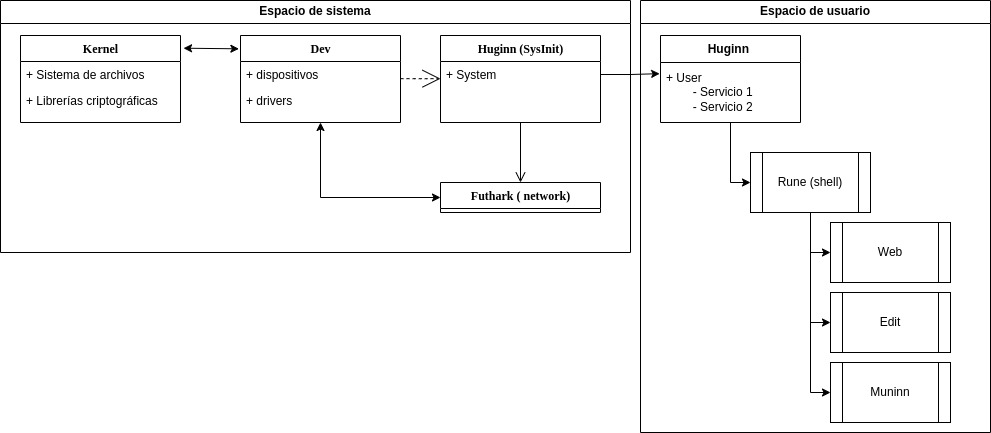 Espacio de sistema
Kernel
+ Sistema de archivos
+ Librerías criptográficas
Dev
+ dispositivos
+ drivers
Huginn (SysInit)
+ System
Futhark ( network)
Espacio de usuario
Huginn
+ User
- Servicio 1
- Servicio 2
Rune (shell)
Web
Edit
Muninn